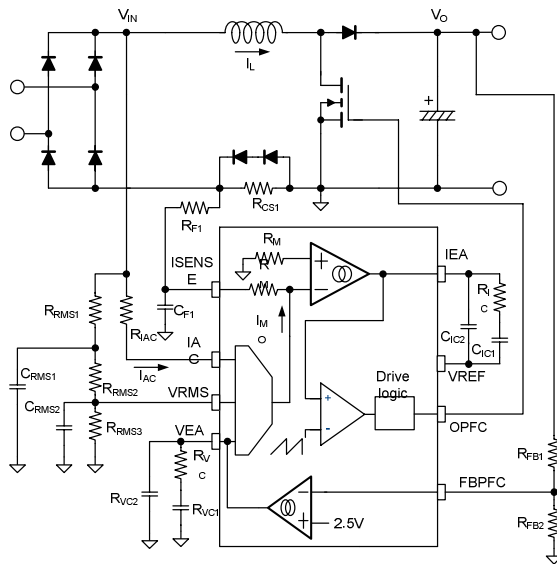 VIN
VO
IL
RCS1
RF1
ISENS
E
RM
R
M
IEA
RI
C
CF1
RRMS1
RIAC
IM
O
CIC2
CIC1
IA
C
VREF
CRMS1
IAC
Drive
logic
RRMS2
CRMS2
VRMS
+
-
OPFC
RRMS3
VEA
RV
C
RFB1
FBPFC
RVC2
RVC1
2.5V
RFB2